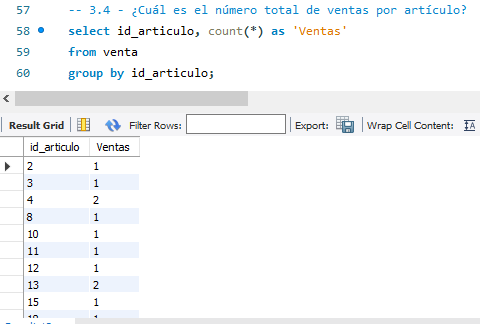 57 -- 3.4 - ¿Cuál es el número total de ventas por artículo?
58 select id_articulo, count(*) as 'Ventas'
59 from venta
60 group by id_articulo;
Result Grid Filter Rows: Export: Wrap Cell Content:
id_articulo Ventas
2 1
3 1
4 2
8 1
10 1
11 1
12 1
13 2
15 1